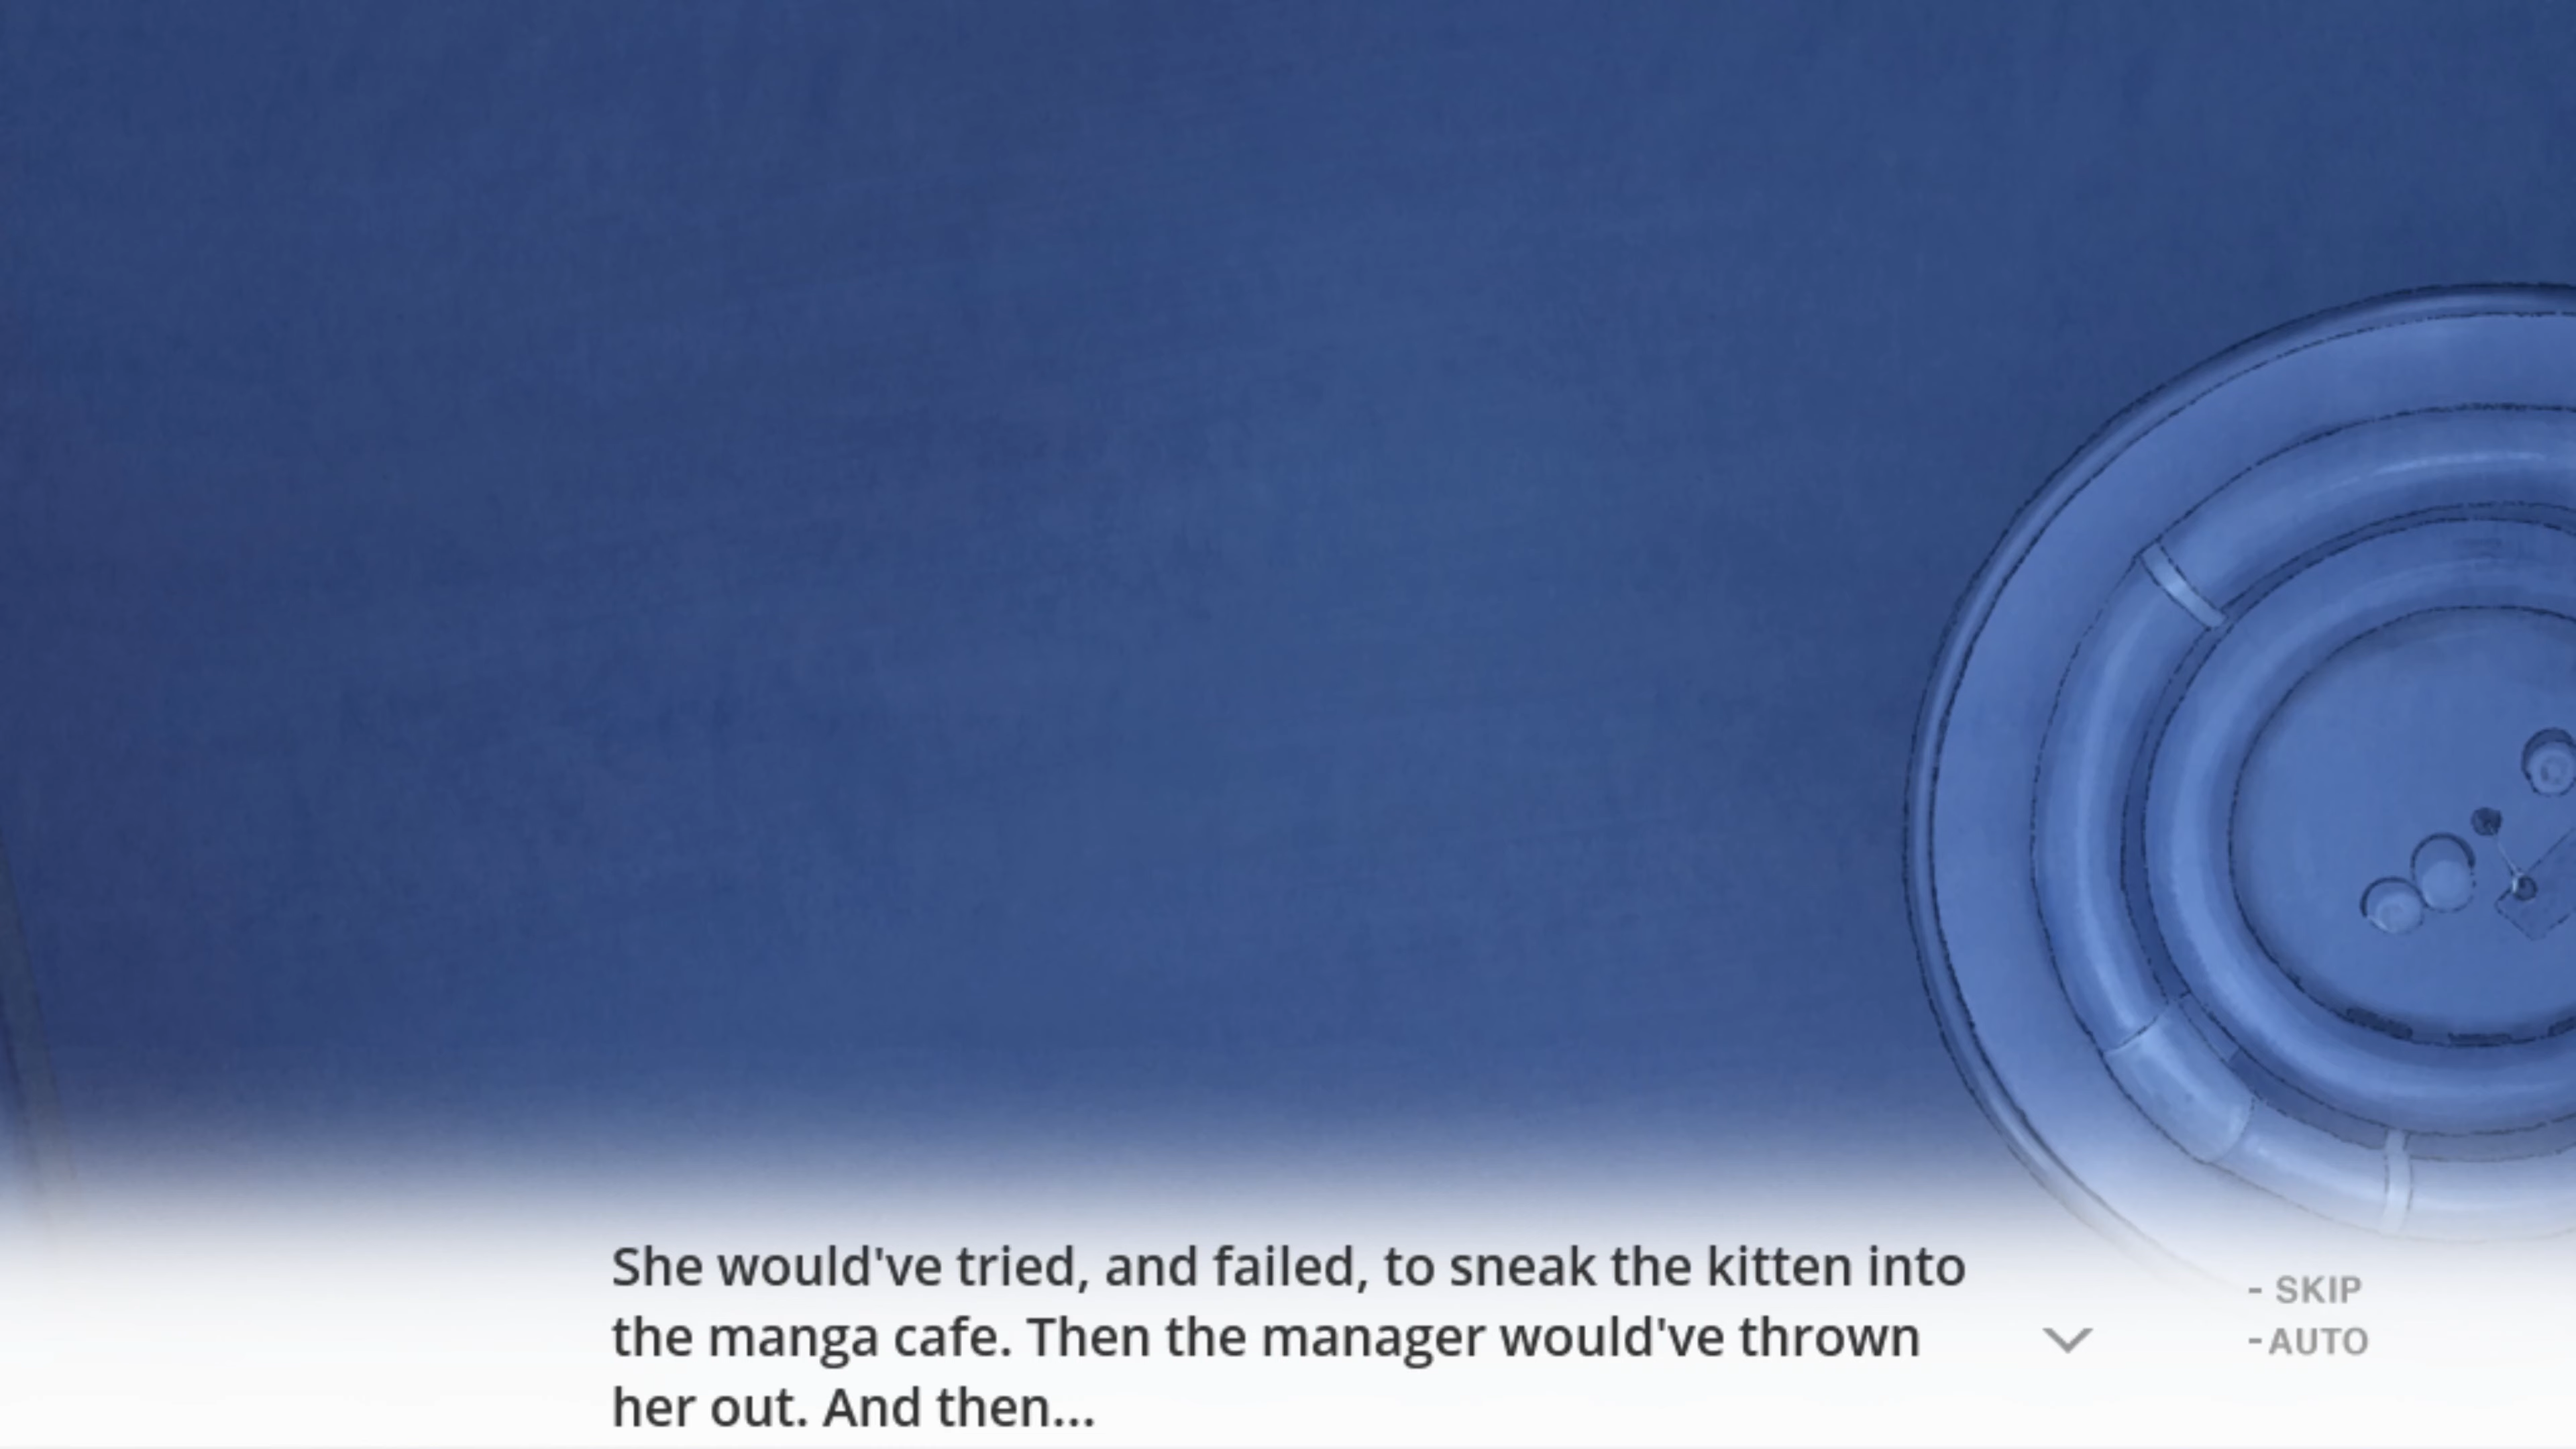 She would've tried, and failed, to sneak the kitten into
the manga cafe. Then the manager would've thrown
her out. And then...
- SKIP
-AUTO